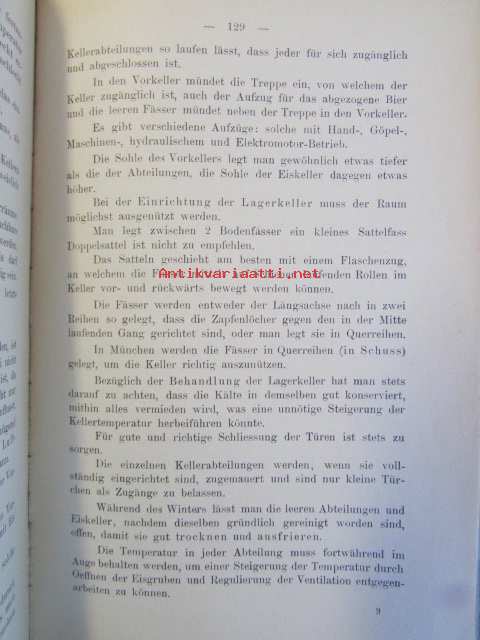 — 129 —
Kellerabteilungen so laufen lässt, dass jeder für sich zugänglich
und abgeschlossen ist.
In den Vorkeller mündet die Treppe ein, von welchem der
Keller zugänglich ist, auch der Aufzug für das abgezogene Bier
und die leeren Fässer mündet neben der Treppe in den Vorkeller.
Es gibt verschiedene Aufzüge: solche mit Hand-, Göpel-,
Maschinen-, hydraulischem und Elektromotor-Betrieb.
Die Sohle des Vorkellers legt man gewöhnlich etwas tiefer
als die der Abteilungen, die Sohle der Eiskeller dagegen etwas
höher.
Bei der Einrichtung der Lagerkeller muss der Raum
möglichst ausgenützt werden.
Man legt zwischen 2 Bodenfässer ein kleines Sattelfass
Doppelsattel ist nicht zu empfehlen.
Das Satteln geschieht am besten mit einem Flaschenzug,
an welchem die Fä
fenden Rollen im
Antikvariaatti.net
Keller vor- und rückwärts bewegt werden können.
Die Fässer werden entweder der Längsachse nach in zwei
Reihen so gelegt, dass die Zapfenlöcher gegen den in der Mitte
laufenden Gang gerichtet sind, oder man legt sie in Querreihen.
In München werden die Fässer in Querreihen (in Schuss)
gelegt, um die Keller richtig auszunützen.
Bezüglich der Behandlung der Lagerkeller hat man stets
darauf zu achten, dass die Kälte in demselben gut konserviert,
mithin alles vermieden wird, was eine unnötige Steigerung der
Kellertemperatur herbeiführen könnte.
Für gute und richtige Schliessung der Türen ist stets zu
sorgen.
Die einzelnen Kellerabteilungen werden, wenn sie voll-
ständig eingerichtet sind, zugemauert und sind nur kleine Tür-
chen als Zugänge zu belassen.
Während des Winters lässt man die leeren Abteilungen und
Eiskeller, nachdem dieselben gründlich gereinigt worden sind,
offen, damit sie gut trocknen und ausfrieren.
Die Temperatur in jeder Abteilung muss fortwährend im
Auge behalten werden, um einer Steigerung der Temperatur durch
Oeffnen der Eisgruben und Regulierung der Ventilation entgegen-
arbeiten zu können.
9